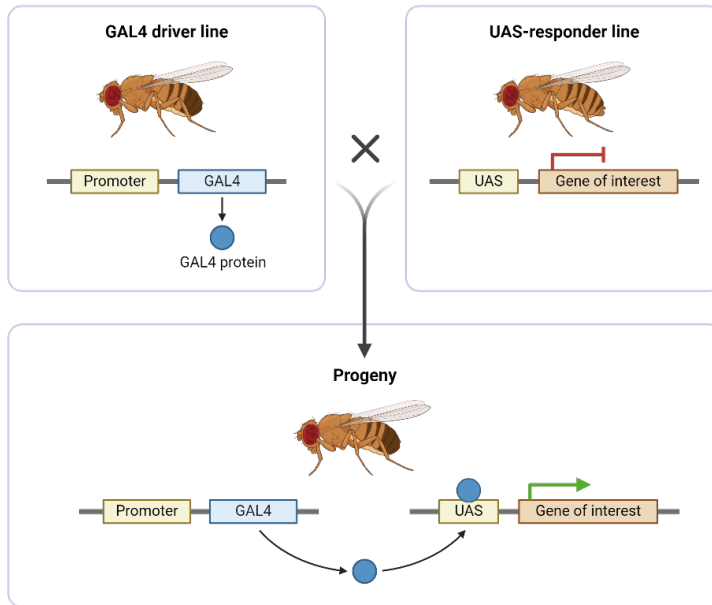 GAL4 driver line
Promoter
GAL4
GAL4 protein
UAS-responder line
UAS
Gene of interest
Progeny
Promoter
GAL4
UAS
Gene of interest